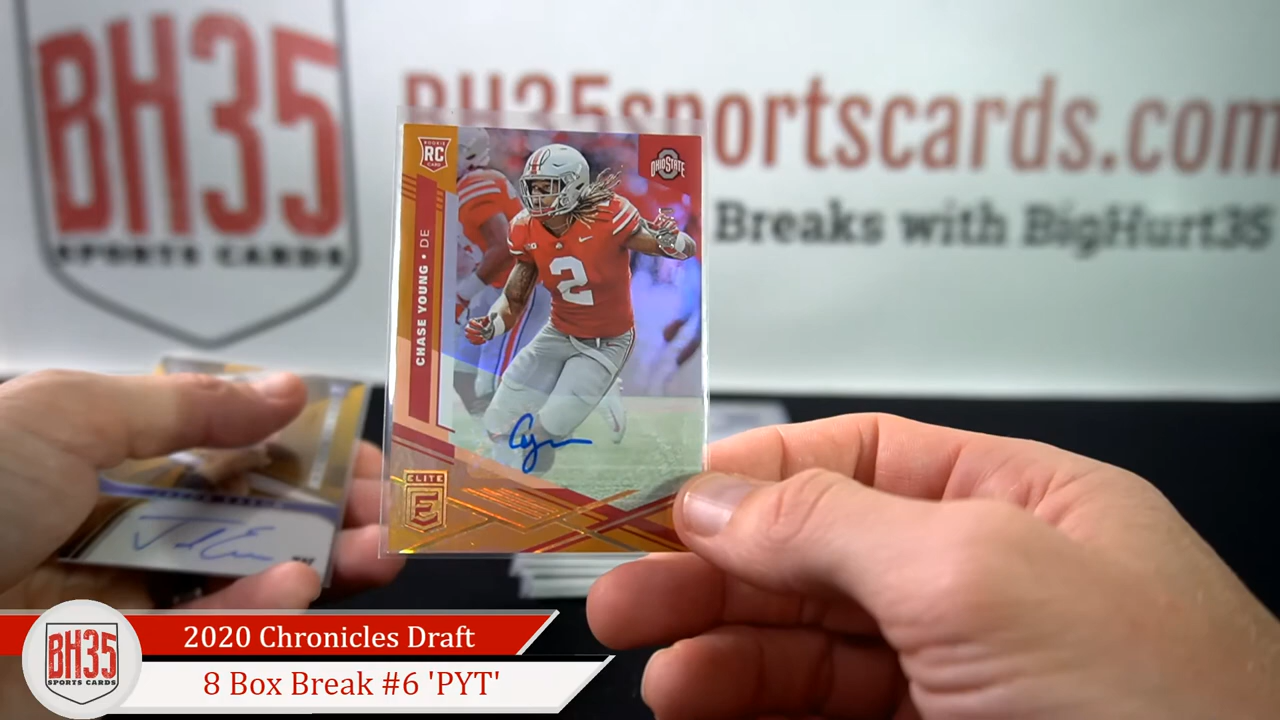 BH35
SPORTS CARDS
BH35sportscards.com
Breaks with BigHurt35
ROOKIE
RC
CARD
OHIO STATE
CHASE YOUNG • DE
2
ELITE
E
BH35
SPORTS CARDS
2020 Chronicles Draft
8 Box Break #6 'PYT'